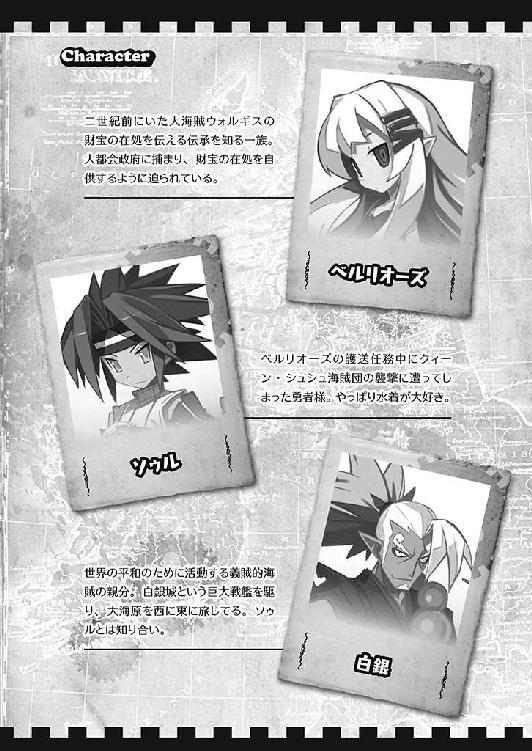 Character
二世紀前にいた大海賊ウォルギスの
財宝の在処を伝える伝承を知る一族。
人都会政府に捕まり、財宝の在処を自
供するように迫られている。
ベルリオーズ
ベルリオーズの護送任務中にクィー
ン・シュシュ海賊団の襲撃に遭ってし
まった勇者様。やっぱり水着が大好き。
ソゥル
世界の平和のために活動する義賊的海
賊の親分。白銀城という巨大戦艦を駆
り、大海原を西に東に旅してる。ソゥ
ルとは知り合い。
白銀